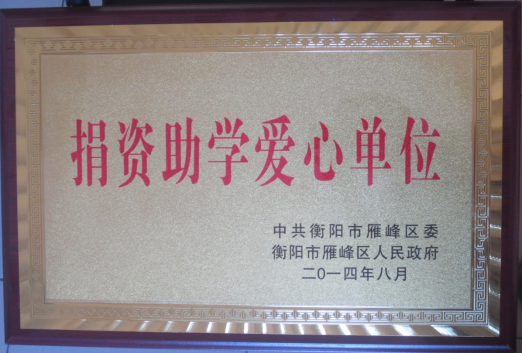 捐资助学爱心单位
中共衡阳市雁峰区委
衡阳市雁峰区人民政府
二〇一四年八月